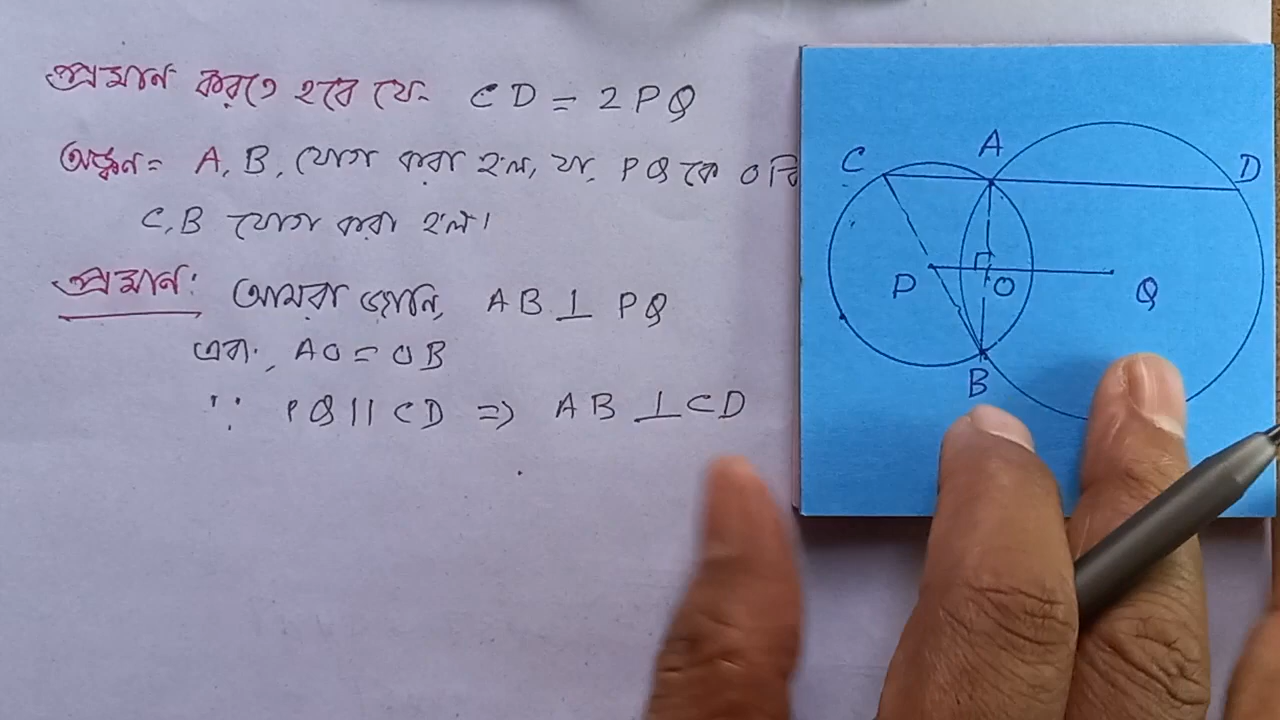 প্রমান করতে হবে যে- CD = 2PQ
অঙ্কন= A, B, যোগ করা হল, যা, PQ কে O বি
C, B যোগ করা হল।
প্রমান: আমরা জানি, AB ⊥ PQ
এবং, AO = OB
∵ PQ || CD ⇒ AB ⊥ CD
C A D
P O Q
B